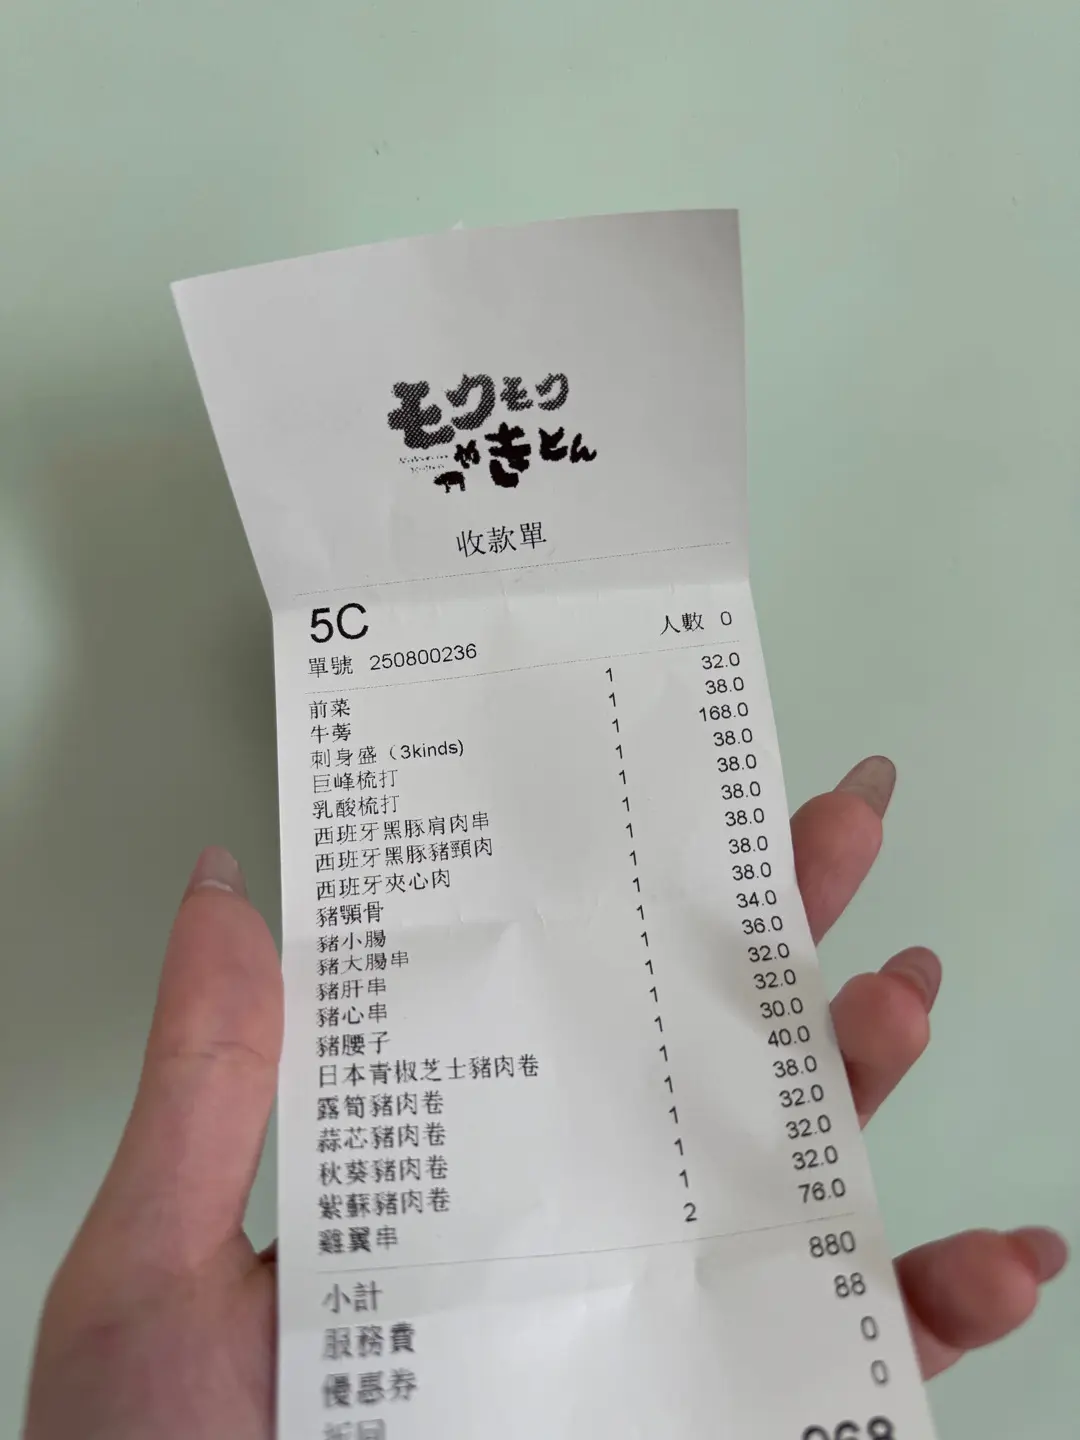 モクモク
やきとん
收款單
5C
單號 250800236 人數 0
前菜 1 32.0
牛蒡 1 38.0
刺身盛（3kinds) 1 168.0
巨峰梳打 1 38.0
乳酸梳打 1 38.0
西班牙黑豚肩肉串 1 38.0
西班牙黑豚豬頸肉 1 38.0
西班牙夾心肉 1 38.0
豬顎骨 1 38.0
豬小腸 1 34.0
豬大腸串 1 36.0
豬肝串 1 32.0
豬心串 1 32.0
豬腰子 1 30.0
日本青椒芝士豬肉卷 1 40.0
露筍豬肉卷 1 38.0
蒜芯豬肉卷 1 32.0
秋葵豬肉卷 1 32.0
紫蘇豬肉卷 1 32.0
雞翼串 2 76.0
小計 880
服務費 88
優惠券 0
0
968